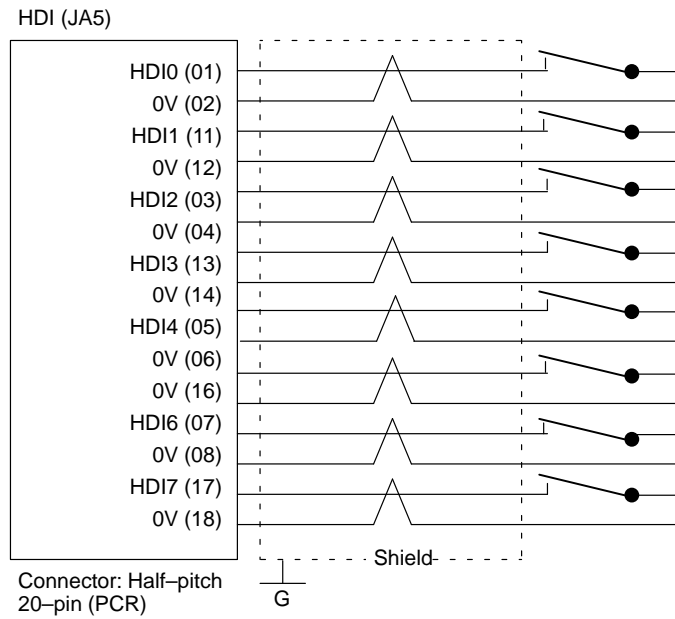 HDI (JA5)
HDI0 (01)
0V (02)
HDI1 (11)
0V (12)
HDI2 (03)
0V (04)
HDI3 (13)
0V (14)
HDI4 (05)
0V (06)
0V (16)
HDI6 (07)
0V (08)
HDI7 (17)
0V (18)
Shield
G
Connector: Half–pitch
20–pin (PCR)